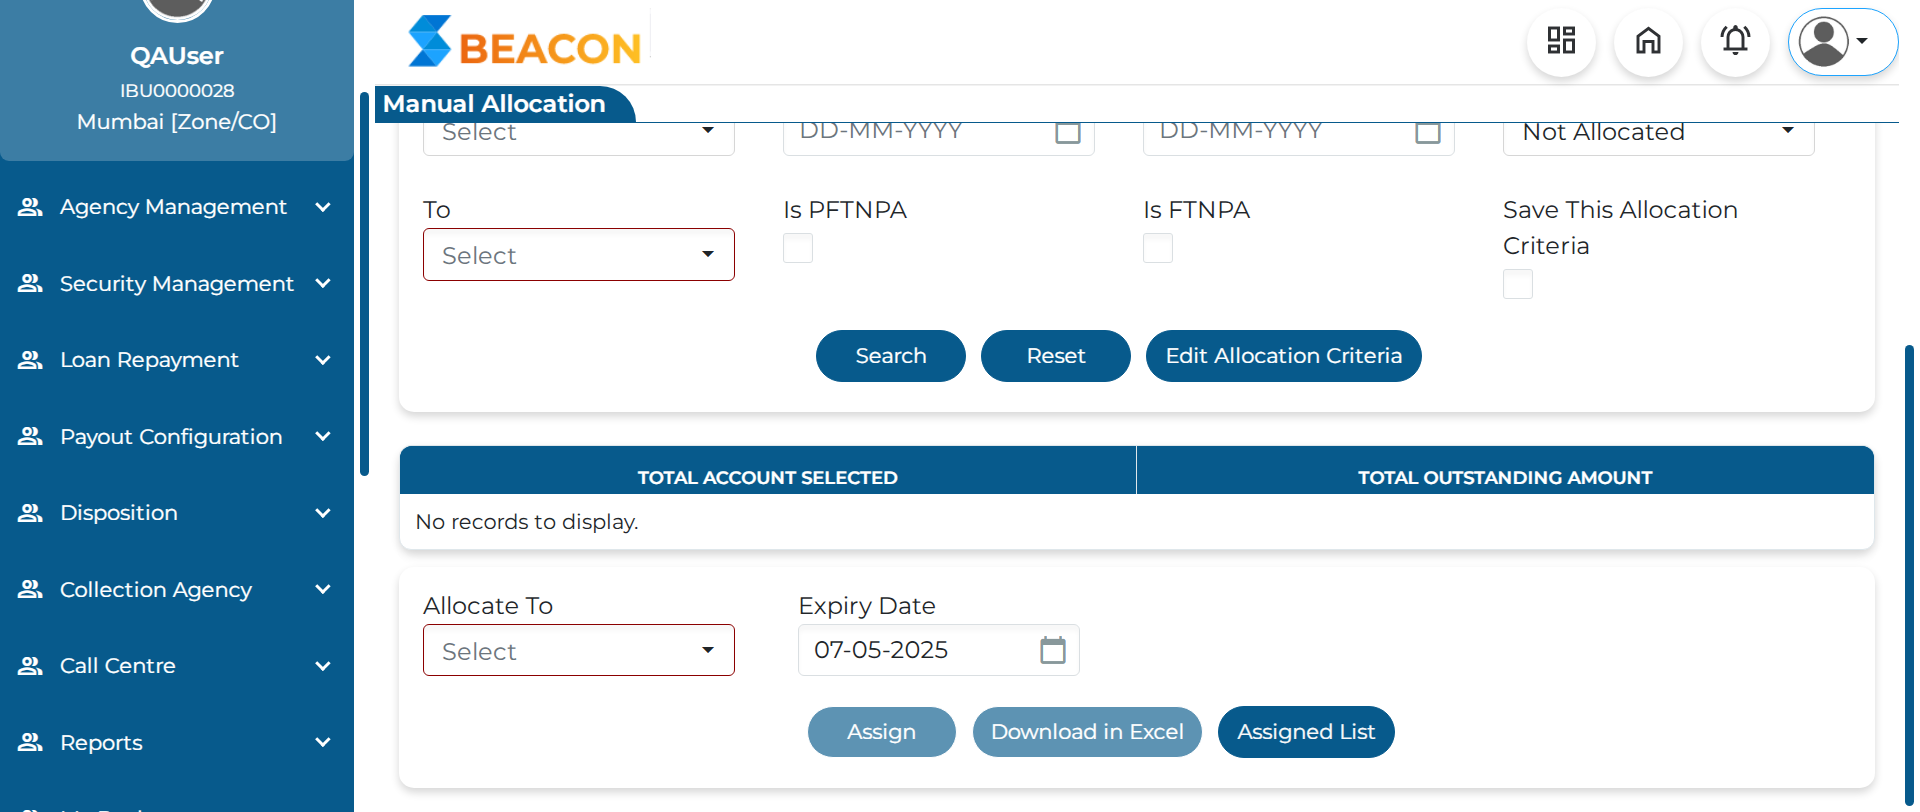 QAUser
IBU0000028
Mumbai [Zone/CO]
Agency Management
Security Management
Loan Repayment
Payout Configuration
Disposition
Collection Agency
Call Centre
Reports
BEACON
Manual Allocation
Select
DD-MM-YYYY
DD-MM-YYYY
Not Allocated
To
Is PFTNPA
Is FTNPA
Save This Allocation
Criteria
Select
Search
Reset
Edit Allocation Criteria
TOTAL ACCOUNT SELECTED
TOTAL OUTSTANDING AMOUNT
No records to display.
Allocate To
Expiry Date
Select
07-05-2025
Assign
Download in Excel
Assigned List